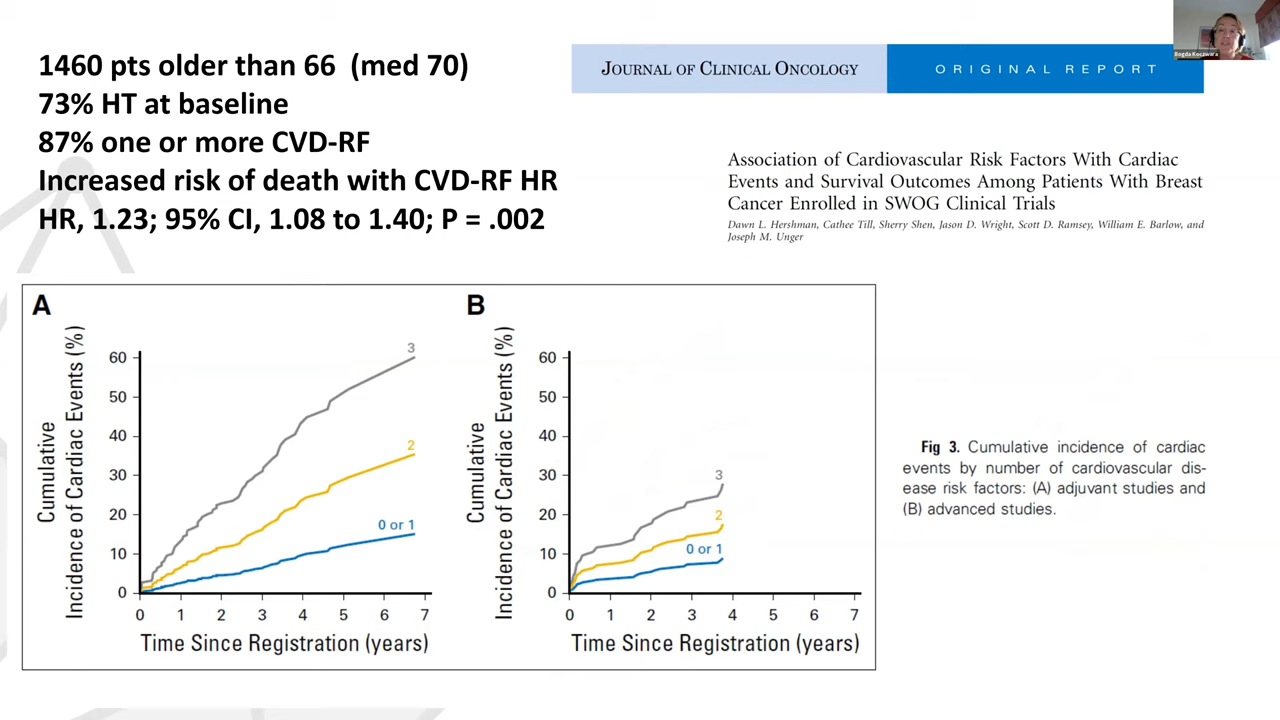 1460 pts older than 66 (med 70)
73% HT at baseline
87% one or more CVD-RF
Increased risk of death with CVD-RF HR
HR, 1.23; 95% CI, 1.08 to 1.40; P = .002
JOURNAL OF CLINICAL ONCOLOGY
ORIGINAL REPORT
Bogda Koczwara
Association of Cardiovascular Risk Factors With Cardiac
Events and Survival Outcomes Among Patients With Breast
Cancer Enrolled in SWOG Clinical Trials
Dawn L. Hershman, Cathee Till, Sherry Shen, Jason D. Wright, Scott D. Ramsey, William E. Barlow, and
Joseph M. Unger
A
Cumulative
Incidence of Cardiac Events (%)
60
50
40
30
20
10
0
3
2
0 or 1
0 1 2 3 4 5 6 7
Time Since Registration (years)
B
Cumulative
Incidence of Cardiac Events (%)
60
50
40
30
20
10
0
3
2
0 or 1
0 1 2 3 4 5 6 7
Time Since Registration (years)
Fig 3. Cumulative incidence of cardiac
events by number of cardiovascular dis-
ease risk factors: (A) adjuvant studies and
(B) advanced studies.